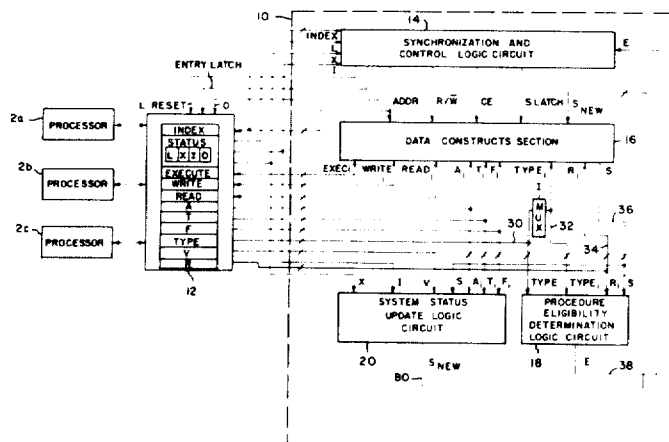 10
14
INDEX
L
X
I
SYNCHRONIZATION AND
CONTROL LOGIC CIRCUIT
E
ENTRY LATCH
L RESET
O
ADDR R/W CE S LATCH S NEW
2a
PROCESSOR
INDEX
STATUS
L X I O
DATA CONSTRUCTS SECTION
16
2b
PROCESSOR
EXECUTE
WRITE
READ
EXEC WRITE READ A T F TYPE R S
I
MUX
32
36
2c
PROCESSOR
A
T
F
TYPE
V
30
34
12
X I V S A T F
TYPE TYPE R S
SYSTEM STATUS
UPDATE LOGIC
CIRCUIT
PROCEDURE
ELIGIBILITY
DETERMINATION
LOGIC CIRCUIT
20
S NEW
18
E
38
BO